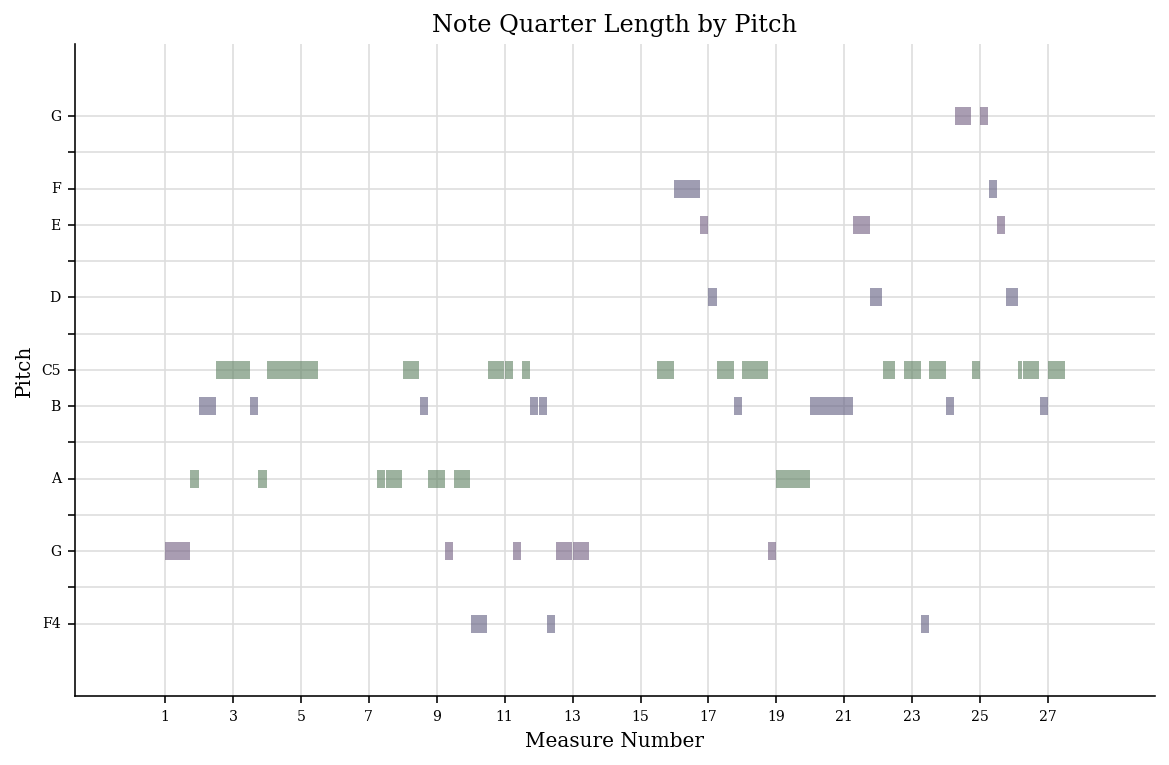 Note Quarter Length by Pitch
G
F
E
D
C5
B
A
G
F4
Pitch
1 3 5 7 9 11 13 15 17 19 21 23 25 27
Measure Number